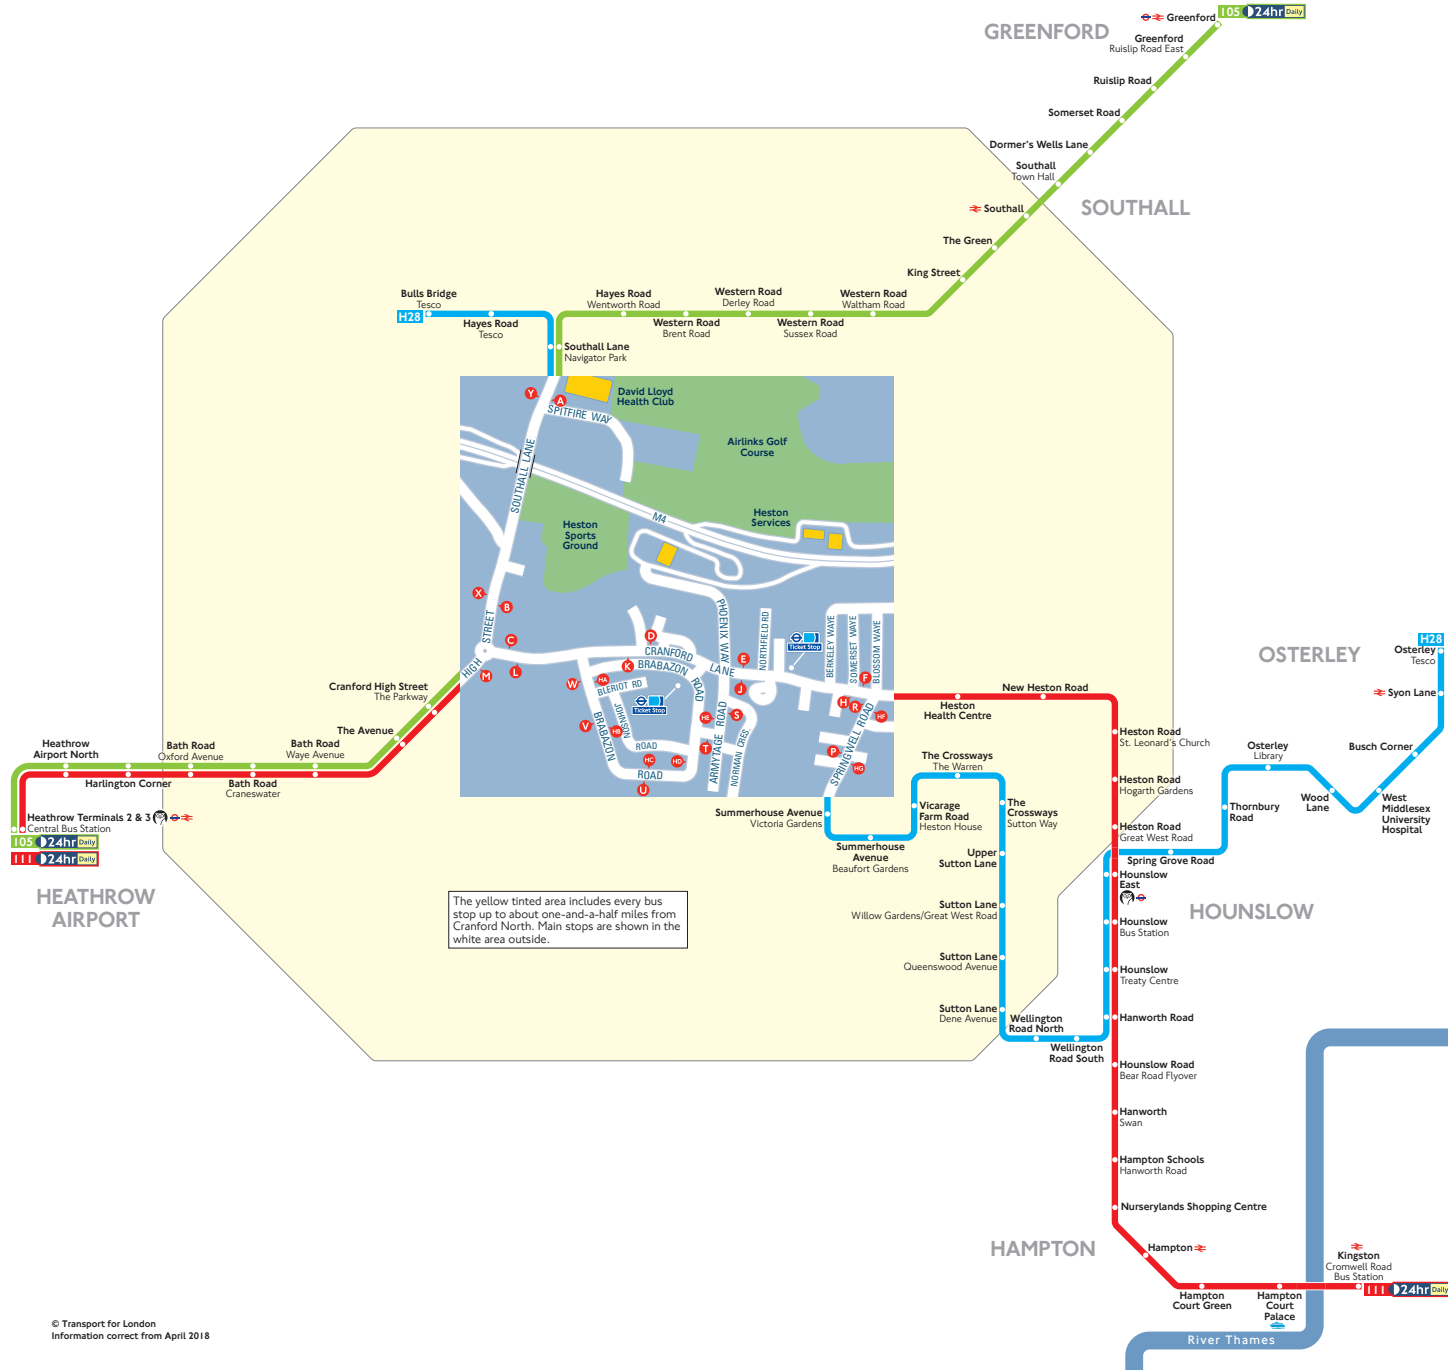 105 24hr Daily
Greenford
GREENFORD
Greenford
Ruislip Road East
Ruislip Road
Somerset Road
Dormer's Wells Lane
Southall
Town Hall
SOUTHALL
Southall
The Green
King Street
Bulls Bridge
Tesco
H28
Hayes Road
Tesco
Hayes Road
Wentworth Road
Western Road
Brent Road
Western Road
Derley Road
Western Road
Sussex Road
Western Road
Waltham Road
Southall Lane
Navigator Park
Y
A
SPITFIRE WAY
David Lloyd
Health Club
Airlinks Golf
Course
SOUTHALL LANE
M4
Heston
Services
Heston
Sports
Ground
X
B
HIGH STREET
C
L
M
D
CRANFORD LANE
K
BRABAZON ROAD
W
HA
BLERIOT RD
Ticket Stop
JOHNSON ROAD
V
HB
BRABAZON ROAD
HC
HD
U
PHOENIX WAY
E
J
NORTHFIELD RD
Ticket Stop
HE
S
T
ARMYTAGE ROAD
NORMAN CRES
BERKELEY WAYE
SOMERSET WAYE
BLOSSOM WAYE
F
H
R
HF
SPRINGWELL ROAD
P
HG
Cranford High Street
The Parkway
The Avenue
Heathrow
Airport North
Harlington Corner
Bath Road
Oxford Avenue
Bath Road
Craneswater
Bath Road
Waye Avenue
Heathrow Terminals 2 & 3
Central Bus Station
105 24hr Daily
111 24hr Daily
HEATHROW
AIRPORT
The yellow tinted area includes every bus
stop up to about one-and-a-half miles from
Cranford North. Main stops are shown in the
white area outside.
Heston
Health Centre
New Heston Road
Heston Road
St. Leonard's Church
Heston Road
Hogarth Gardens
Heston Road
Great West Road
Summerhouse Avenue
Victoria Gardens
Summerhouse
Avenue
Beaufort Gardens
Vicarage
Farm Road
Heston House
The Crossways
The Warren
The
Crossways
Sutton Way
Upper
Sutton Lane
Sutton Lane
Willow Gardens/Great West Road
Sutton Lane
Queenswood Avenue
Sutton Lane
Dene Avenue
Wellington
Road North
Wellington
Road South
Hounslow
East
Hounslow
Bus Station
Hounslow
Treaty Centre
Hanworth Road
HOUNSLOW
Spring Grove Road
Thornbury
Road
Osterley
Library
Wood
Lane
West
Middlesex
University
Hospital
Busch Corner
Syon Lane
Osterley
Tesco
H28
OSTERLEY
Hounslow Road
Bear Road Flyover
Hanworth
Swan
Hampton Schools
Hanworth Road
Nurserylands Shopping Centre
HAMPTON
Hampton
Hampton
Court Green
Hampton
Court
Palace
Kingston
Cromwell Road
Bus Station
111 24hr Daily
River Thames
© Transport for London
Information correct from April 2018